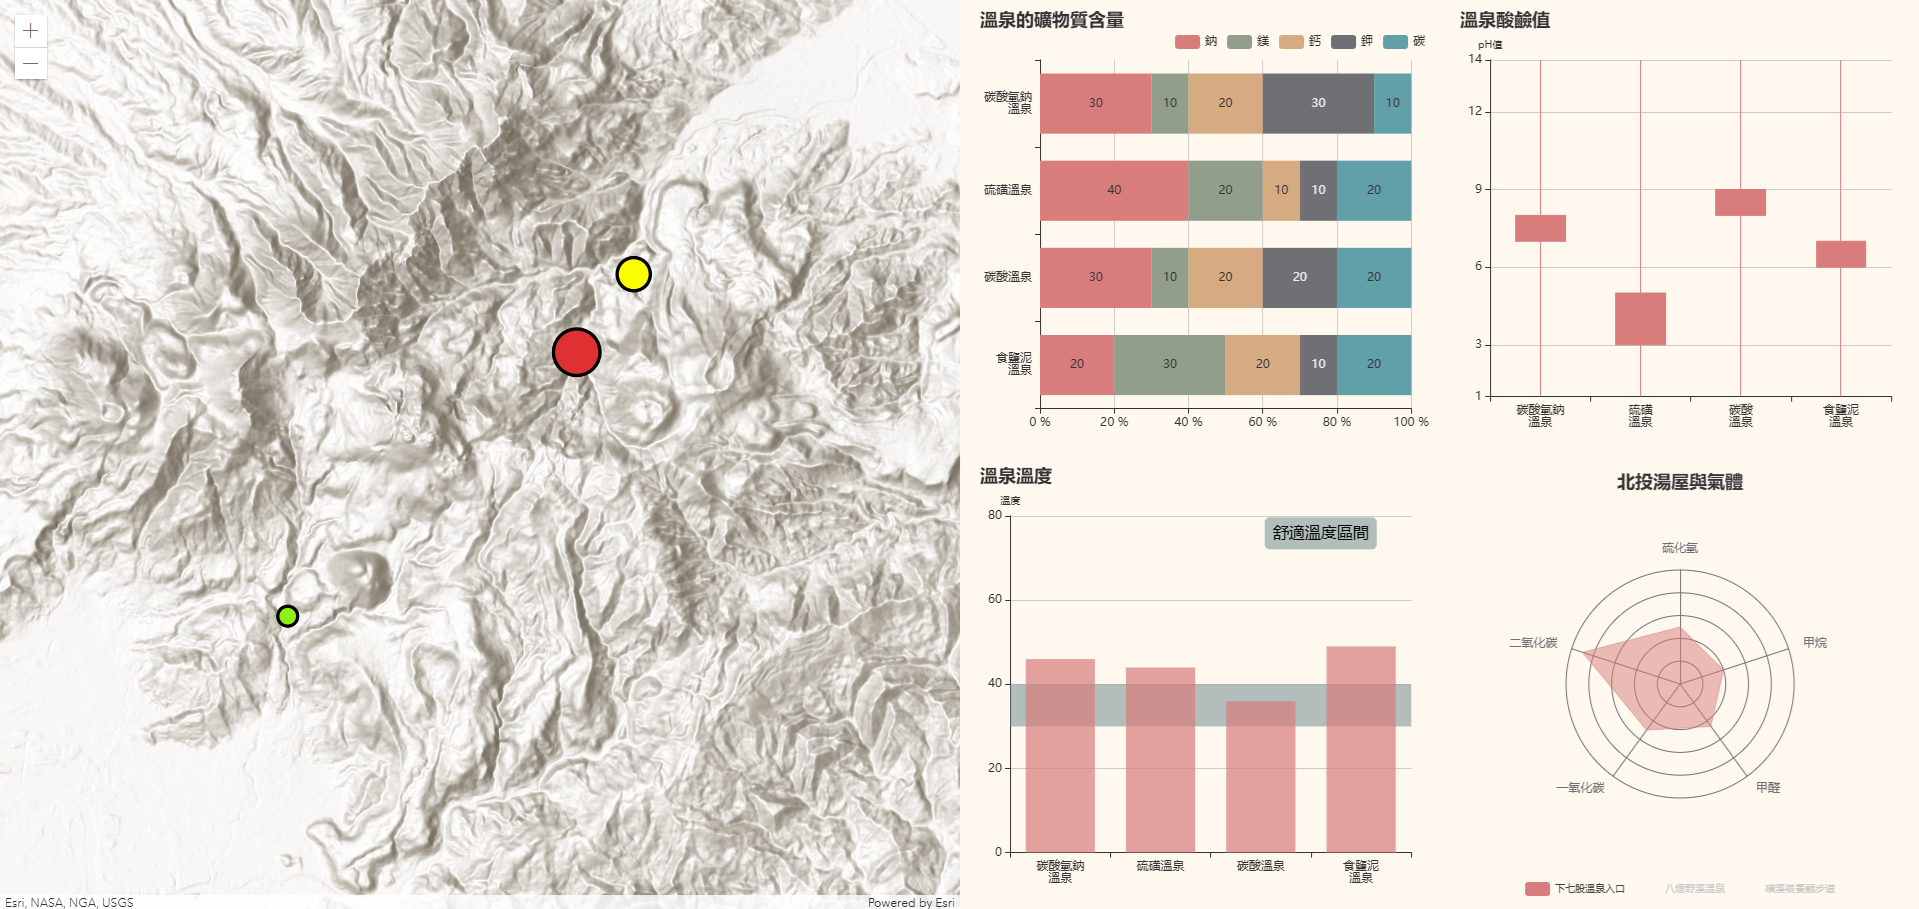 +
−
Esri, NASA, NGA, USGS
Powered by Esri
溫泉的礦物質含量
鈉 鎂 鈣 鉀 碳
碳酸氫鈉
溫泉
30 10 20 30 10
硫磺溫泉
40 20 10 10 20
碳酸溫泉
30 10 20 20 20
食鹽泥
溫泉
20 30 20 10 20
0 % 20 % 40 % 60 % 80 % 100 %
溫泉酸鹼值
pH值
14
12
9
6
3
1
碳酸氫鈉
溫泉
硫磺
溫泉
碳酸
溫泉
食鹽泥
溫泉
溫泉溫度
溫度
80
舒適溫度區間
60
40
20
0
碳酸氫鈉
溫泉
硫磺溫泉
碳酸溫泉
食鹽泥
溫泉
北投湯屋與氣體
硫化氫
二氧化碳
甲烷
一氧化碳
甲醛
下七股溫泉入口
八煙野溪溫泉
磺溪嶺景觀步道